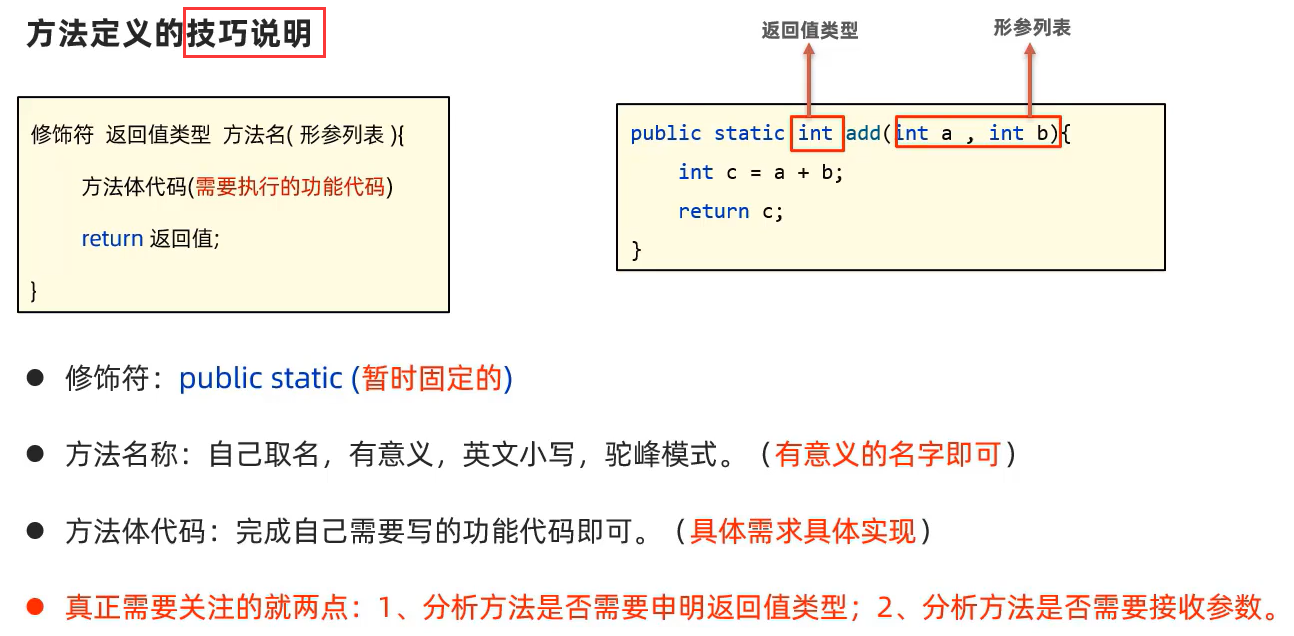 方法定义的技巧说明
返回值类型
形参列表
修饰符 返回值类型 方法名( 形参列表 ){
方法体代码(需要执行的功能代码)
return 返回值;
}
public static int add(int a , int b){
int c = a + b;
return c;
}
修饰符：public static (暂时固定的)
方法名称：自己取名，有意义，英文小写，驼峰模式。（有意义的名字即可）
方法体代码：完成自己需要写的功能代码即可。（具体需求具体实现）
真正需要关注的就两点：1、分析方法是否需要申明返回值类型；2、分析方法是否需要接收参数。